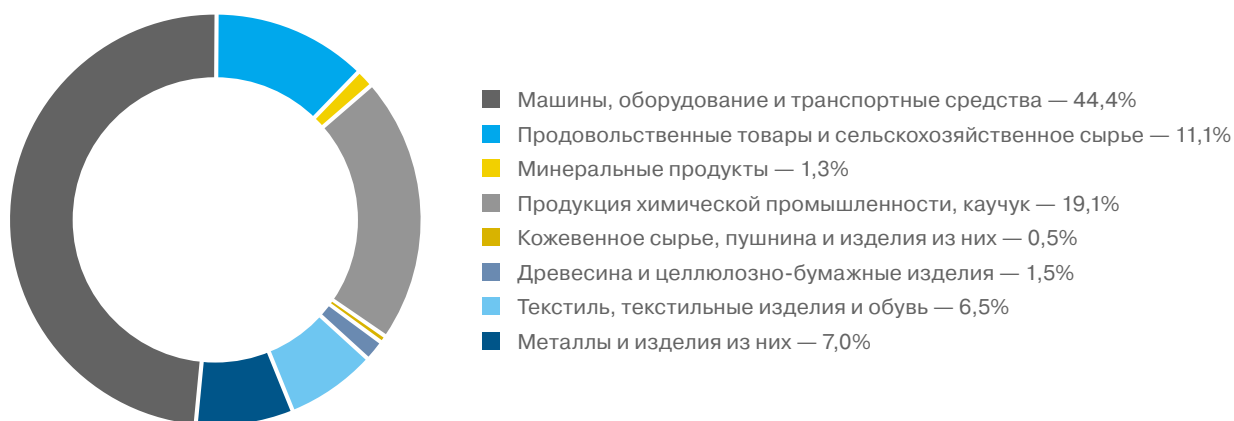 Машины, оборудование и транспортные средства — 44,4%
Продовольственные товары и сельскохозяйственное сырье — 11,1%
Минеральные продукты — 1,3%
Продукция химической промышленности, каучук — 19,1%
Кожевенное сырье, пушнина и изделия из них — 0,5%
Древесина и целлюлозно-бумажные изделия — 1,5%
Текстиль, текстильные изделия и обувь — 6,5%
Металлы и изделия из них — 7,0%